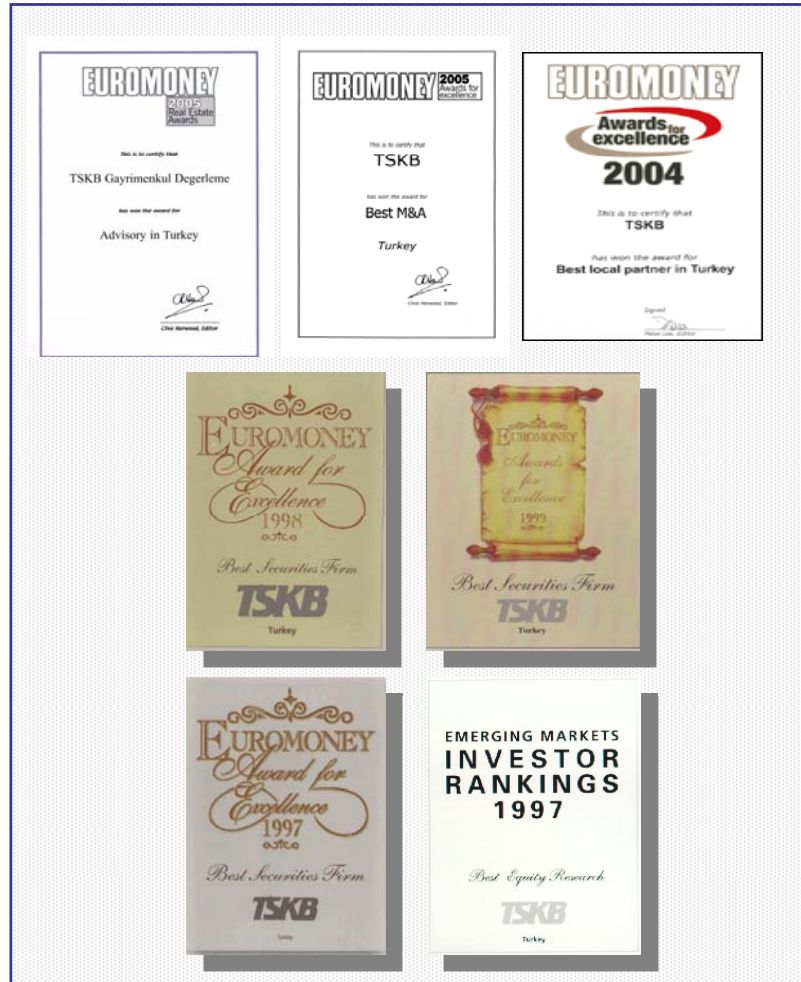 EUROMONEY
2005
Real Estate
Awards
This is to certify that
TSKB Gayrimenkul Degerleme
has won the award for
Advisory in Turkey
Clive Horwood, Editor
EUROMONEY
2005
Awards for
excellence
This is to certify that
TSKB
has won the award for
Best M&A
Turkey
Clive Horwood, Editor
EUROMONEY
Awards for
excellence
2004
This is to certify that
TSKB
has won the award for
Best local partner in Turkey
Signed
Editor
EUROMONEY
Award for
Excellence
1998
Best Securities Firm
TSKB
Turkey
EUROMONEY
Awards
for
Excellence
1999
Best Securities Firm
TSKB
Turkey
EUROMONEY
Award for
Excellence
1997
Best Securities Firm
TSKB
Turkey
EMERGING MARKETS
INVESTOR
RANKINGS
1997
Best Equity Research
TSKB
Turkey